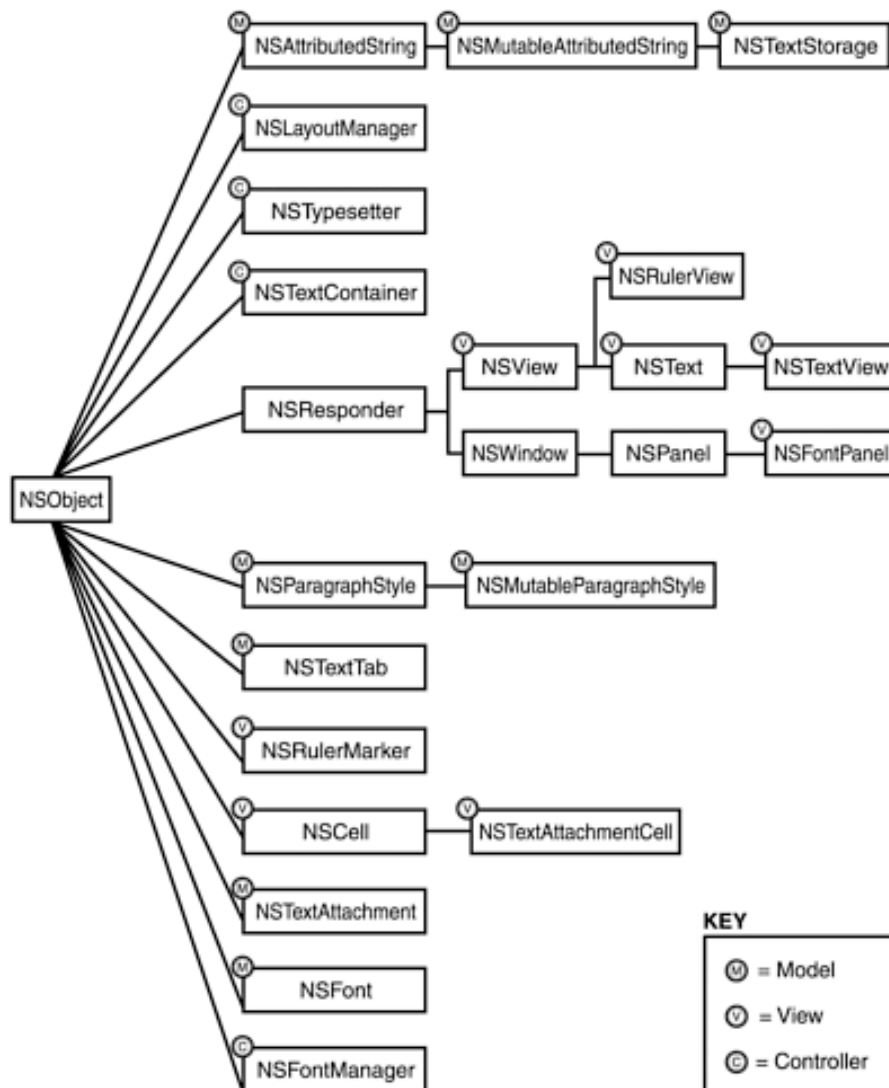 M
NSAttributedString
M
NSMutableAttributedString
M
NSTextStorage
C
NSLayoutManager
C
NSTypesetter
C
NSTextContainer
V
NSRulerView
V
NSView
V
NSText
V
NSTextView
NSResponder
NSWindow
NSPanel
V
NSFontPanel
NSObject
M
NSParagraphStyle
M
NSMutableParagraphStyle
M
NSTextTab
V
NSRulerMarker
V
NSCell
V
NSTextAttachmentCell
M
NSTextAttachment
M
NSFont
C
NSFontManager
KEY
M = Model
V = View
C = Controller